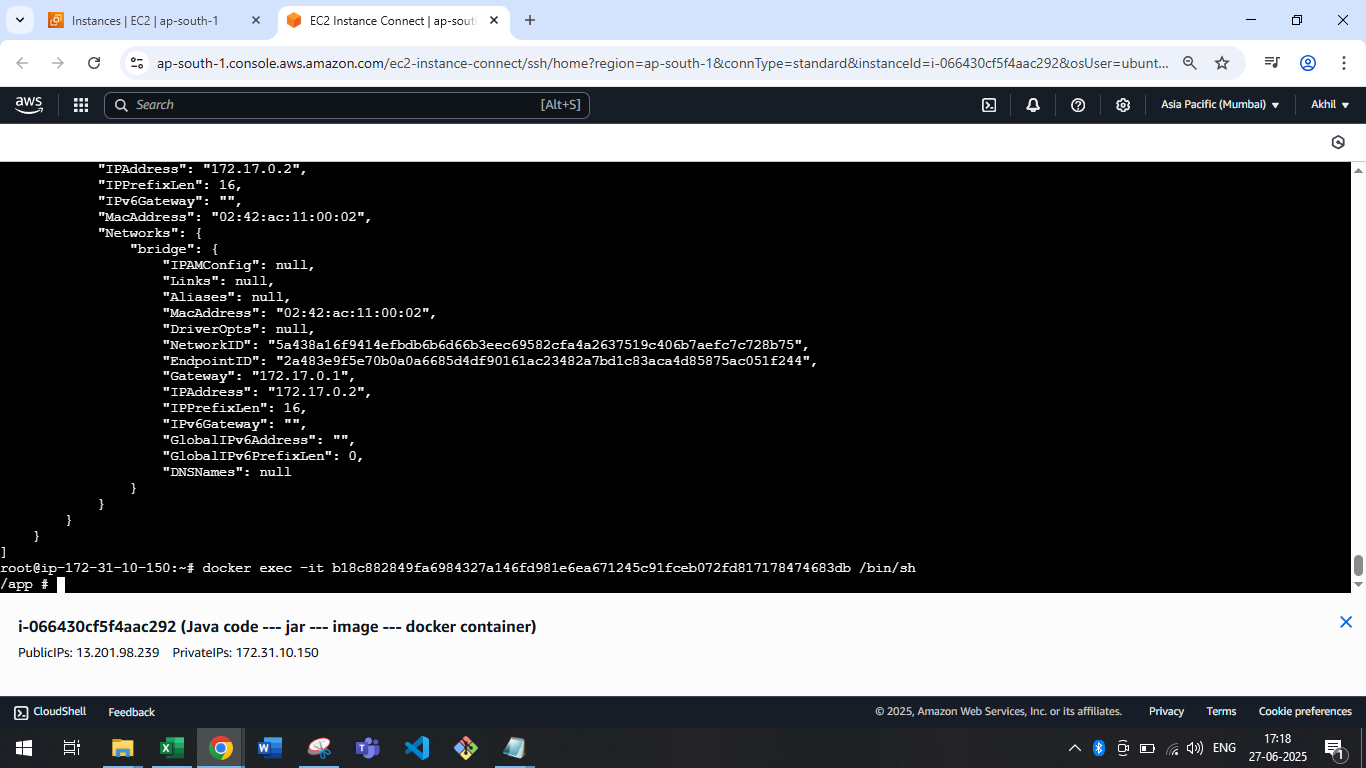 Instances | EC2 | ap-south-1
EC2 Instance Connect | ap-sout
ap-south-1.console.aws.amazon.com/ec2-instance-connect/ssh/home?region=ap-south-1&connType=standard&instanceId=i-066430cf5f4aac292&osUser=ubunt...
aws
Search
[Alt+S]
Asia Pacific (Mumbai)
Akhil
"IPAddress": "172.17.0.2",
"IPPrefixLen": 16,
"IPv6Gateway": "",
"MacAddress": "02:42:ac:11:00:02",
"Networks": {
"bridge": {
"IPAMConfig": null,
"Links": null,
"Aliases": null,
"MacAddress": "02:42:ac:11:00:02",
"DriverOpts": null,
"NetworkID": "5a438a16f9414efbdb6b6d66b3eec69582cfa4a2637519c406b7aefc7c728b75",
"EndpointID": "2a483e9f5e70b0a0a6685d4df90161ac23482a7bd1c83aca4d85875ac051f244",
"Gateway": "172.17.0.1",
"IPAddress": "172.17.0.2",
"IPPrefixLen": 16,
"IPv6Gateway": "",
"GlobalIPv6Address": "",
"GlobalIPv6PrefixLen": 0,
"DNSNames": null
}
}
}
}
]
root@ip-172-31-10-150:~# docker exec -it b18c882849fa6984327a146fd981e6ea671245c91fceb072fd817178474683db /bin/sh
/app #
i-066430cf5f4aac292 (Java code --- jar --- image --- docker container)
PublicIPs: 13.201.98.239 PrivateIPs: 172.31.10.150
CloudShell
Feedback
© 2025, Amazon Web Services, Inc. or its affiliates.
Privacy
Terms
Cookie preferences
ENG
17:18
27-06-2025
1